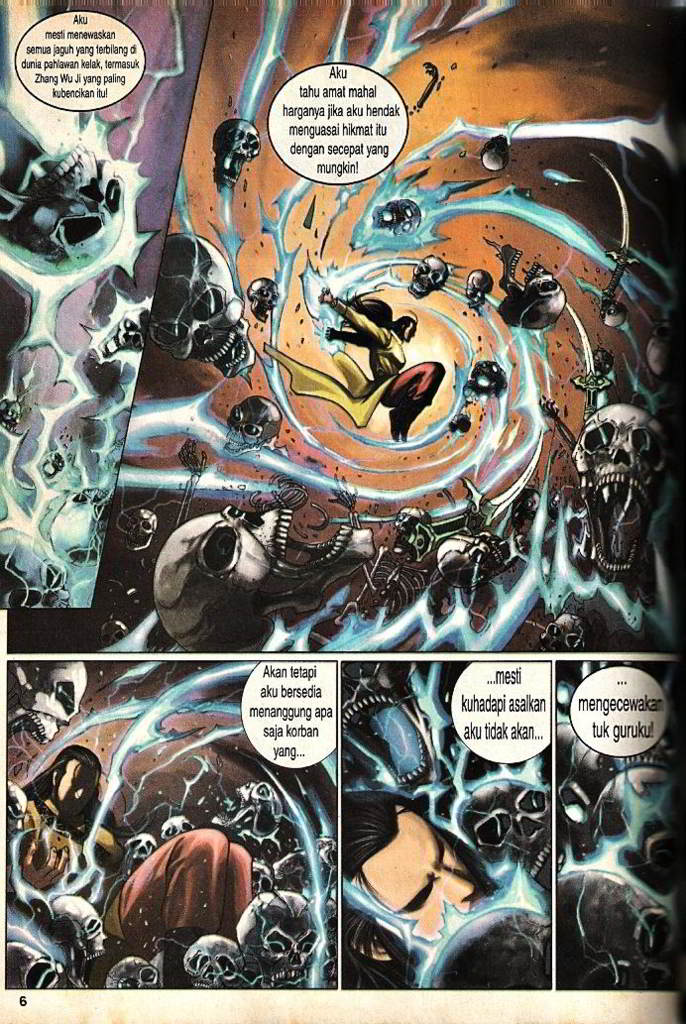 Aku
mesti menewaskan
semua jaguh yang terbilang di
dunia pahlawan kelak, termasuk
Zhang Wu Ji yang paling
kubencikan itu!
Aku
tahu amat mahal
harganya jika aku hendak
menguasai hikmat itu
dengan secepat yang
mungkin!
Akan tetapi
aku bersedia
menanggung apa
saja korban
yang...
...mesti
kuhadapi asalkan
aku tidak akan...
...
mengecewakan
tuk guruku!
6